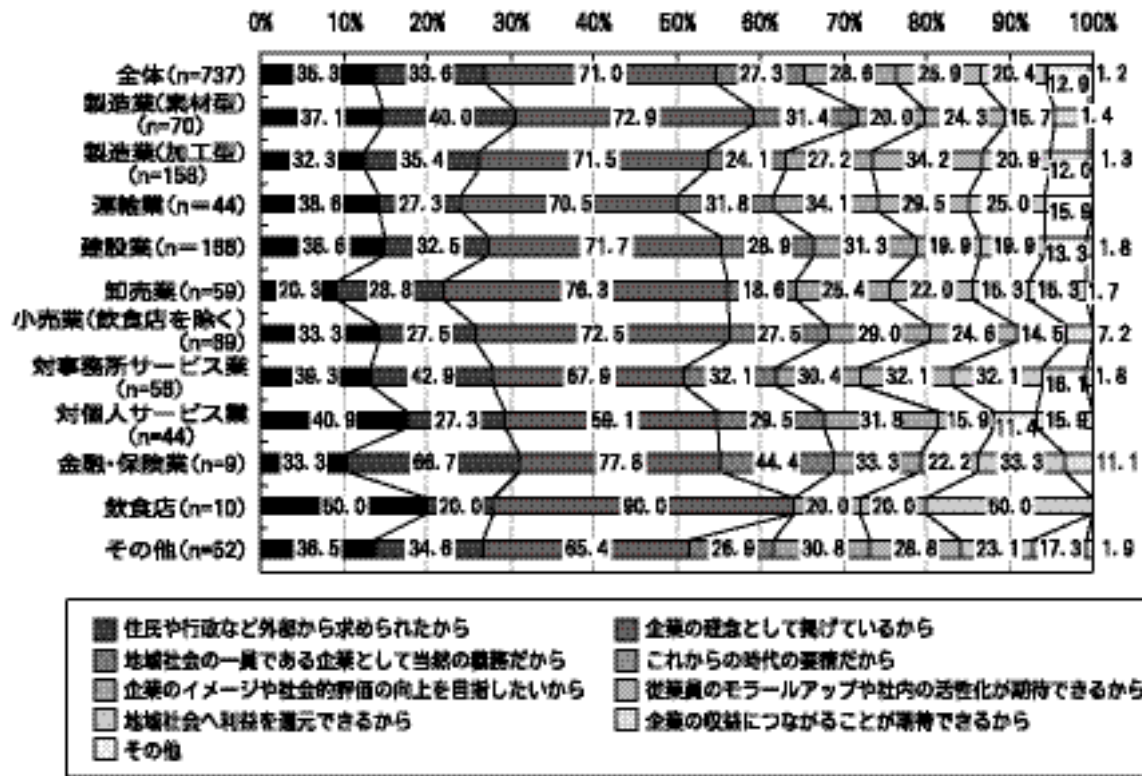 0% 10% 20% 30% 40% 50% 60% 70% 80% 90% 100%
全体(n=737) 35.3 33.6 71.0 27.3 28.6 25.9 20.4 12.9 1.2
製造業(素材型)
(n=70) 37.1 40.0 72.9 31.4 20.0 24.3 15.7 1.4
製造業(加工型)
(n=158) 32.3 35.4 71.5 24.1 27.2 34.2 20.9 12.0 1.3
運輸業(n=44) 38.6 27.3 70.5 31.8 34.1 29.5 25.0 15.9
建設業(n=166) 38.6 32.5 71.7 28.9 31.3 19.9 19.9 13.3 1.8
卸売業(n=59) 20.3 28.8 76.3 18.6 25.4 22.0 15.3 15.3 1.7
小売業(飲食店を除く)
(n=69) 33.3 27.5 72.5 27.5 29.0 24.6 14.5 7.2
対事務所サービス業
(n=56) 39.3 42.9 67.9 32.1 30.4 32.1 32.1 16.1 1.8
対個人サービス業
(n=44) 40.9 27.3 59.1 29.5 31.8 15.9 11.4 15.9
金融・保険業(n=9) 33.3 66.7 77.8 44.4 33.3 22.2 33.3 11.1
飲食店(n=10) 50.0 20.0 90.0 20.0 20.0 50.0
その他(n=52) 36.5 34.6 65.4 26.9 30.8 28.8 23.1 17.3 1.9
住民や行政など外部から求められたから
企業の理念として掲げているから
地域社会の一員である企業として当然の義務だから
これからの時代の要請だから
企業のイメージや社会的評価の向上を目指したいから
従業員のモラールアップや社内の活性化が期待できるから
地域社会へ利益を還元できるから
企業の収益につながることが期待できるから
その他